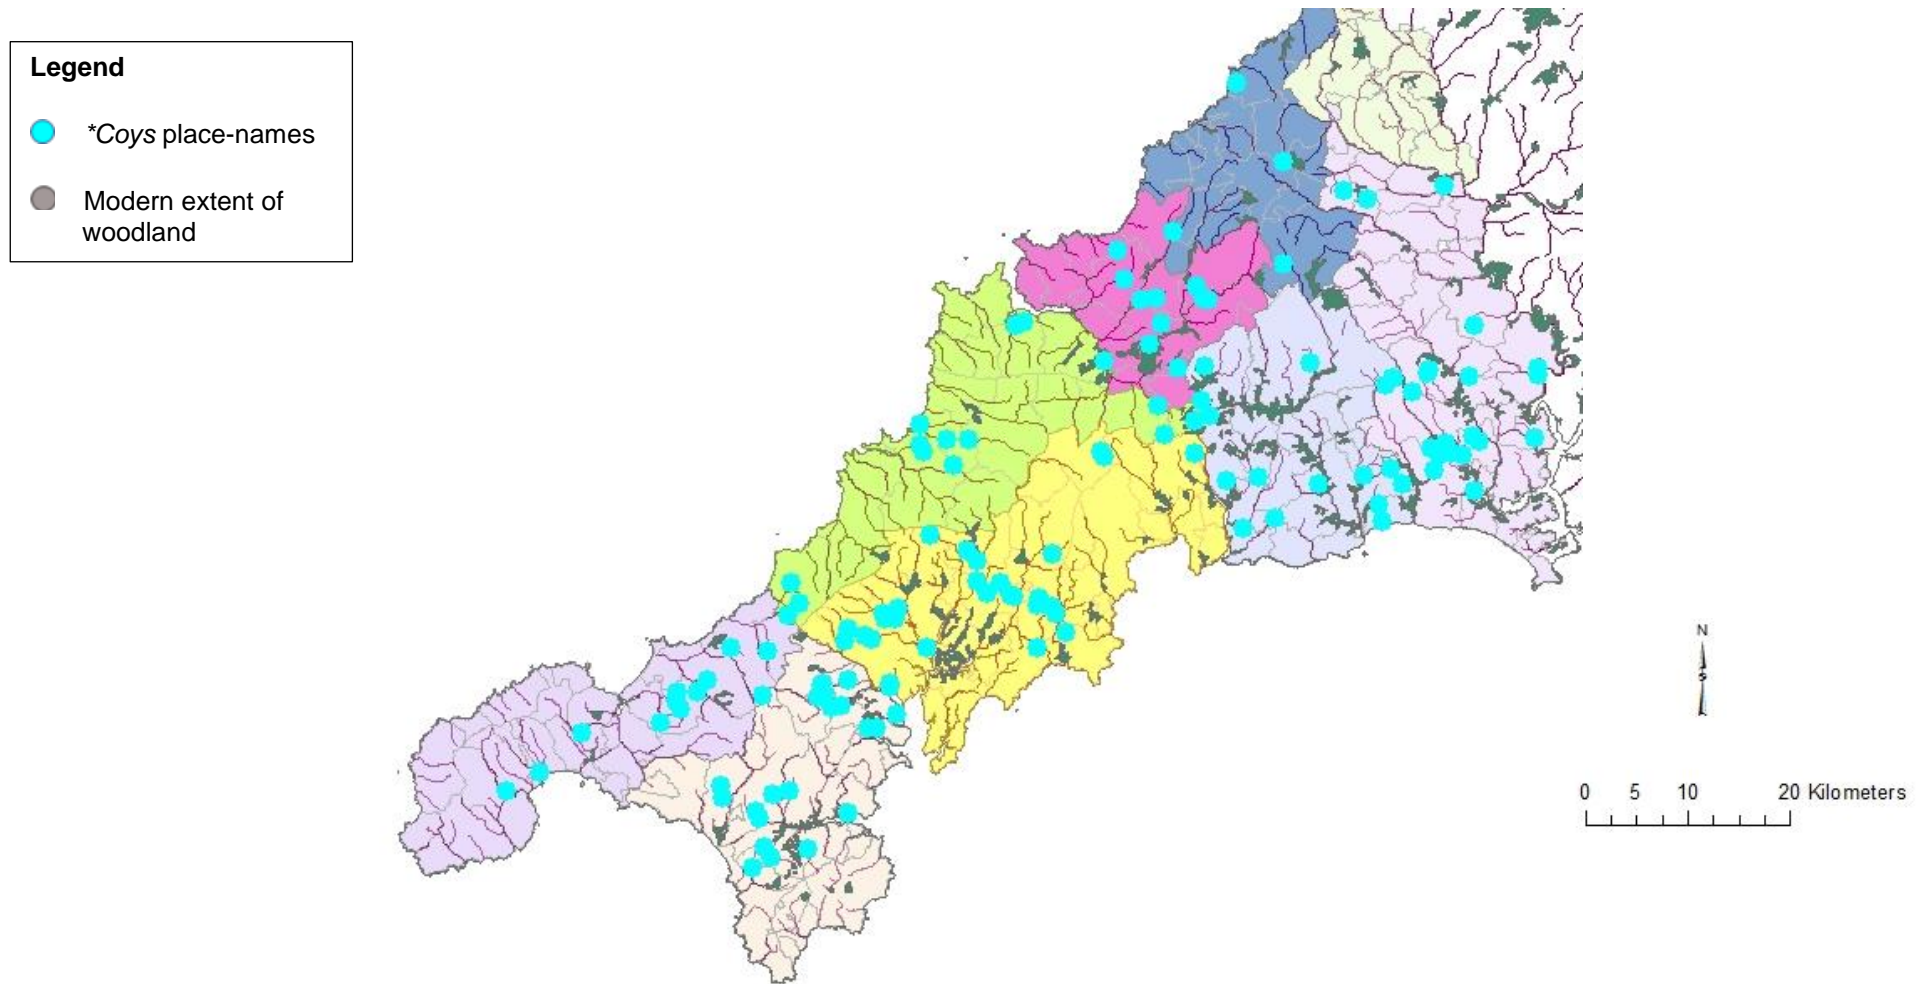 Legend
*Coys place-names
Modern extent of
woodland
N
S
0 5 10 20 Kilometers